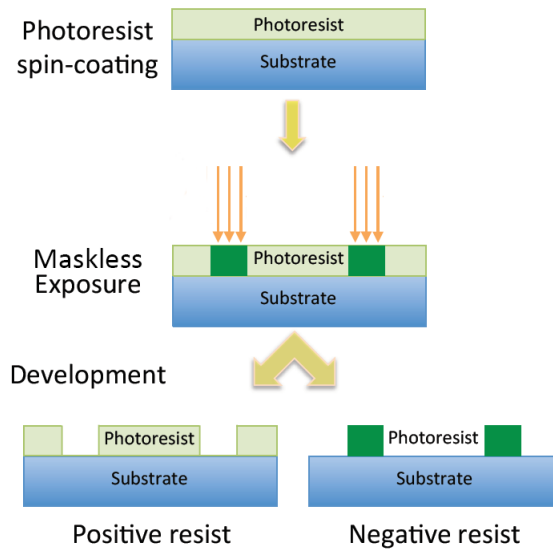 Photoresist
spin-coating
Photoresist
Substrate
Maskless
Exposure
Photoresist
Substrate
Development
Photoresist
Substrate
Positive resist
Photoresist
Substrate
Negative resist